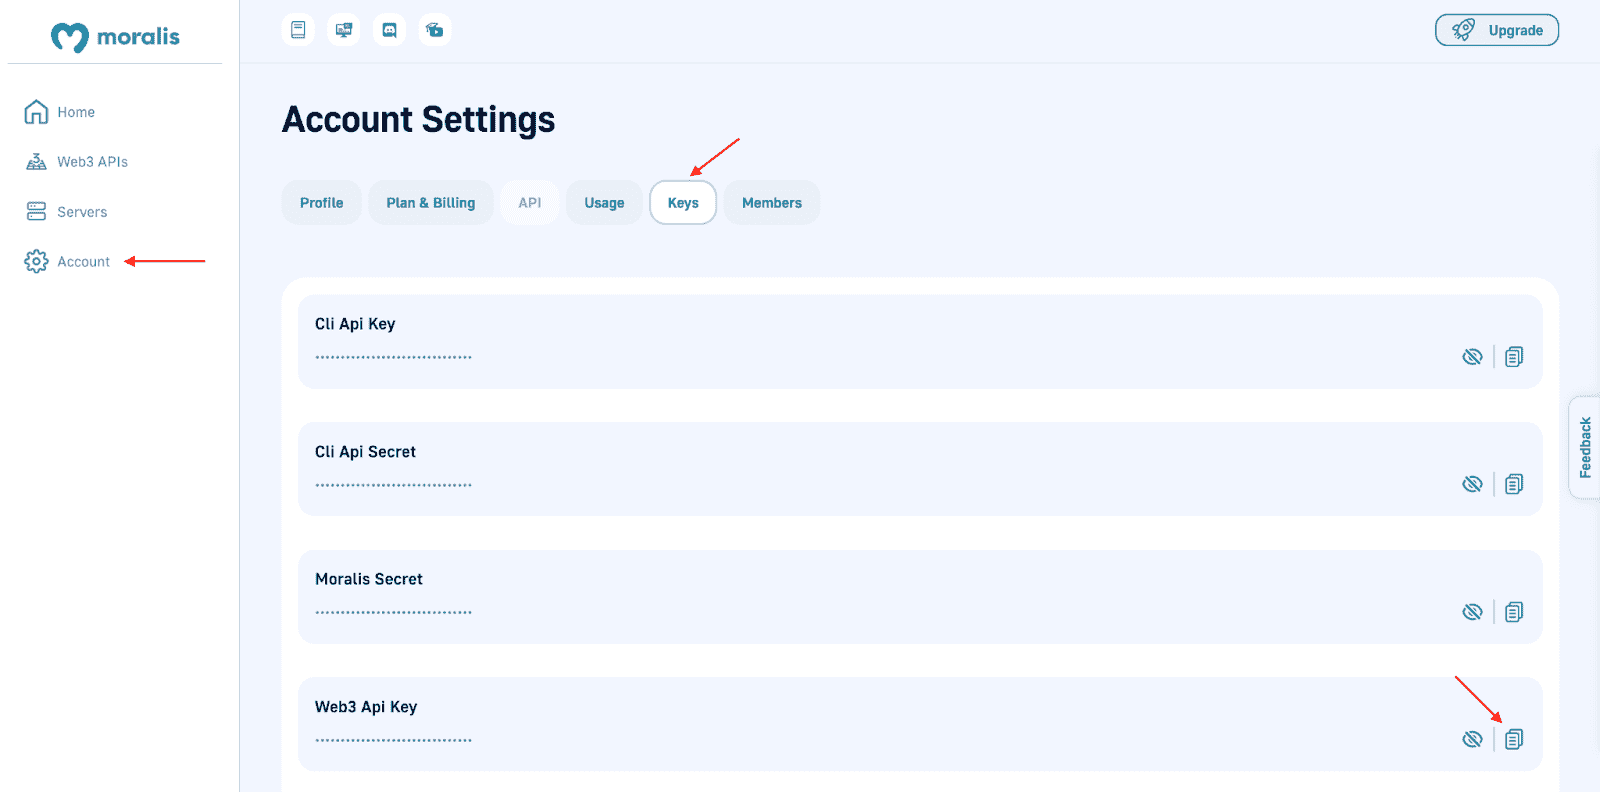 moralis
Upgrade
Home
Web3 APIs
Servers
Account
Account Settings
Profile
Plan & Billing
API
Usage
Keys
Members
Cli Api Key
Cli Api Secret
Moralis Secret
Web3 Api Key
Feedback